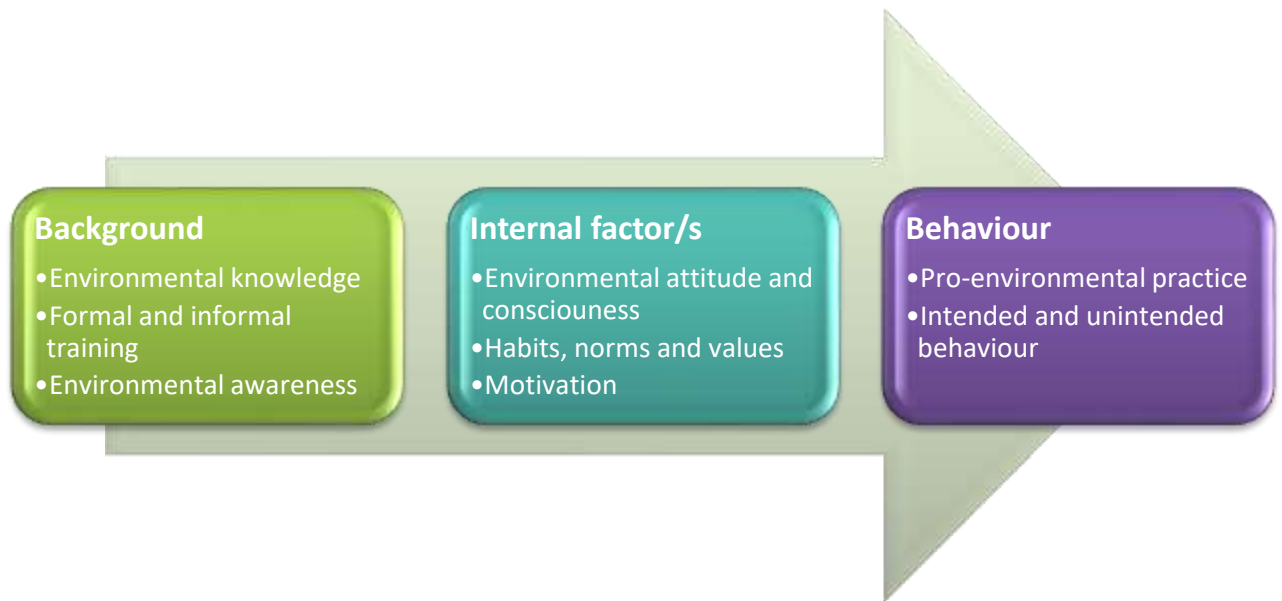 Background
•Environmental knowledge
•Formal and informal
training
•Environmental awareness
Internal factor/s
•Environmental attitude and
consciouness
•Habits, norms and values
•Motivation
Behaviour
•Pro-environmental practice
•Intended and unintended
behaviour